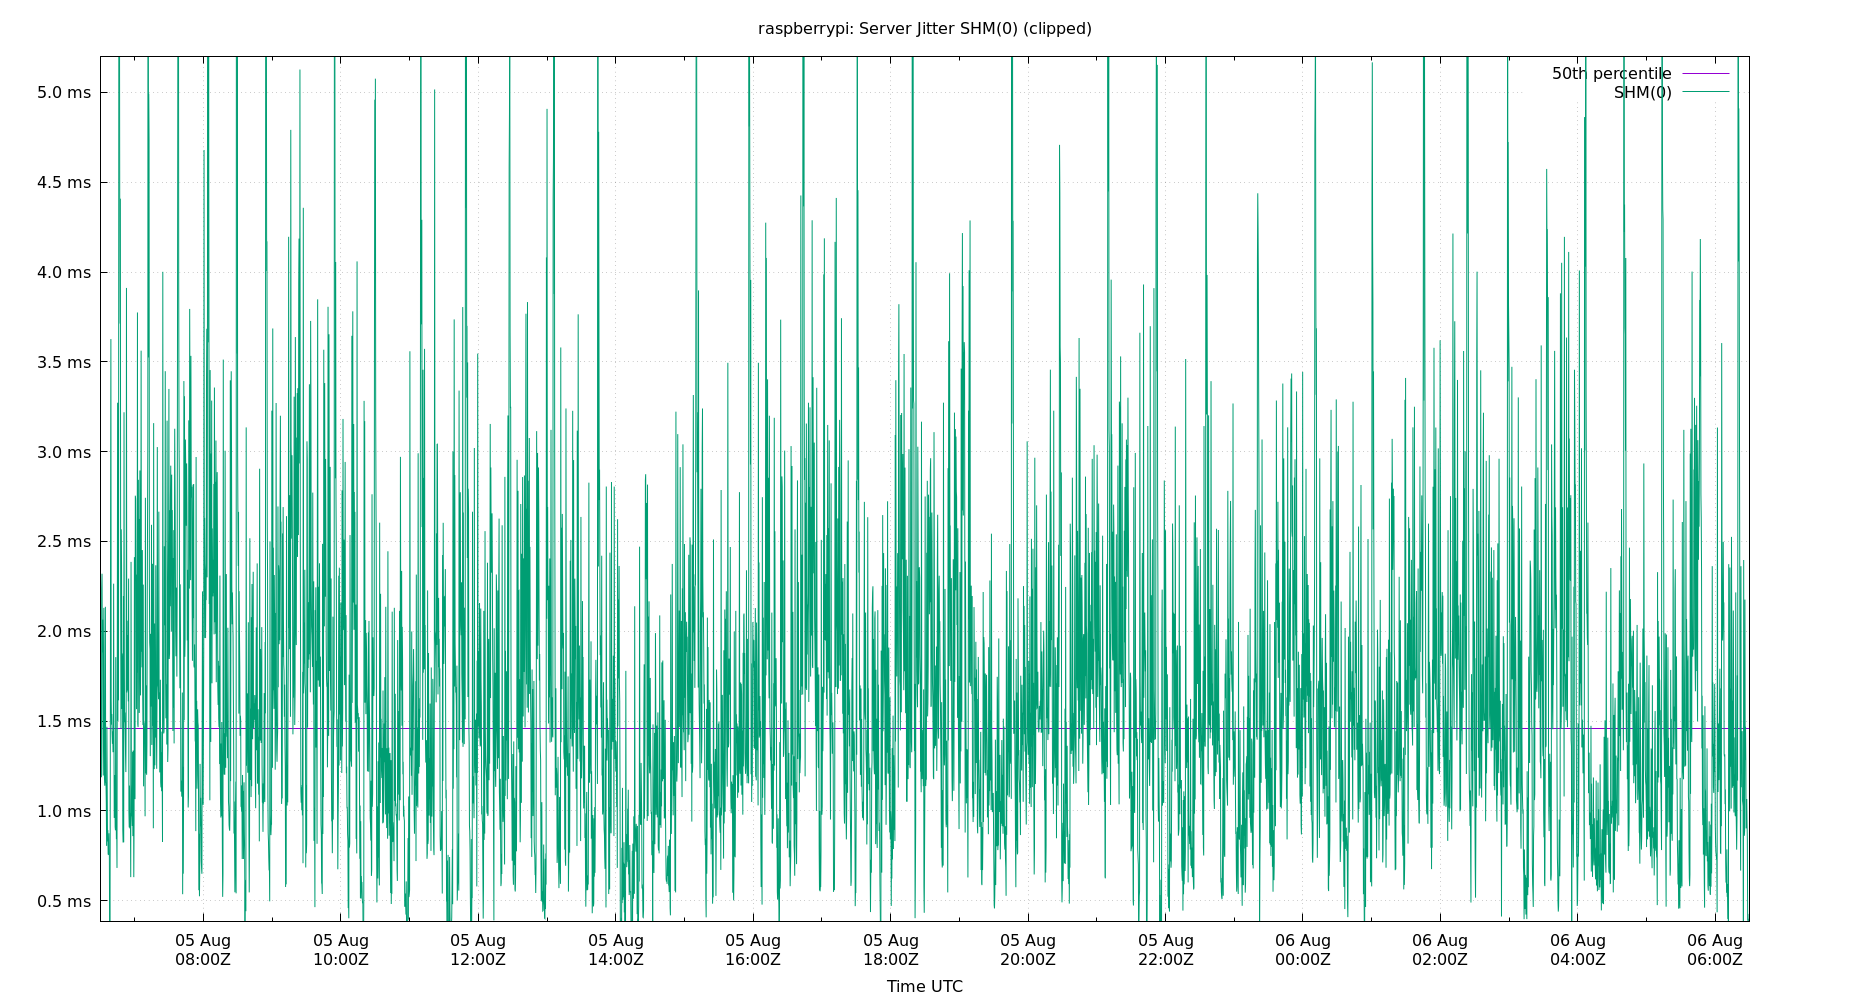 raspberrypi: Server Jitter SHM(0) (clipped)
50th percentile
SHM(0)
5.0 ms
4.5 ms
4.0 ms
3.5 ms
3.0 ms
2.5 ms
2.0 ms
1.5 ms
1.0 ms
0.5 ms
05 Aug 05 Aug 05 Aug 05 Aug 05 Aug 05 Aug 05 Aug 05 Aug 06 Aug 06 Aug 06 Aug 06 Aug
08:00Z 10:00Z 12:00Z 14:00Z 16:00Z 18:00Z 20:00Z 22:00Z 00:00Z 02:00Z 04:00Z 06:00Z
Time UTC